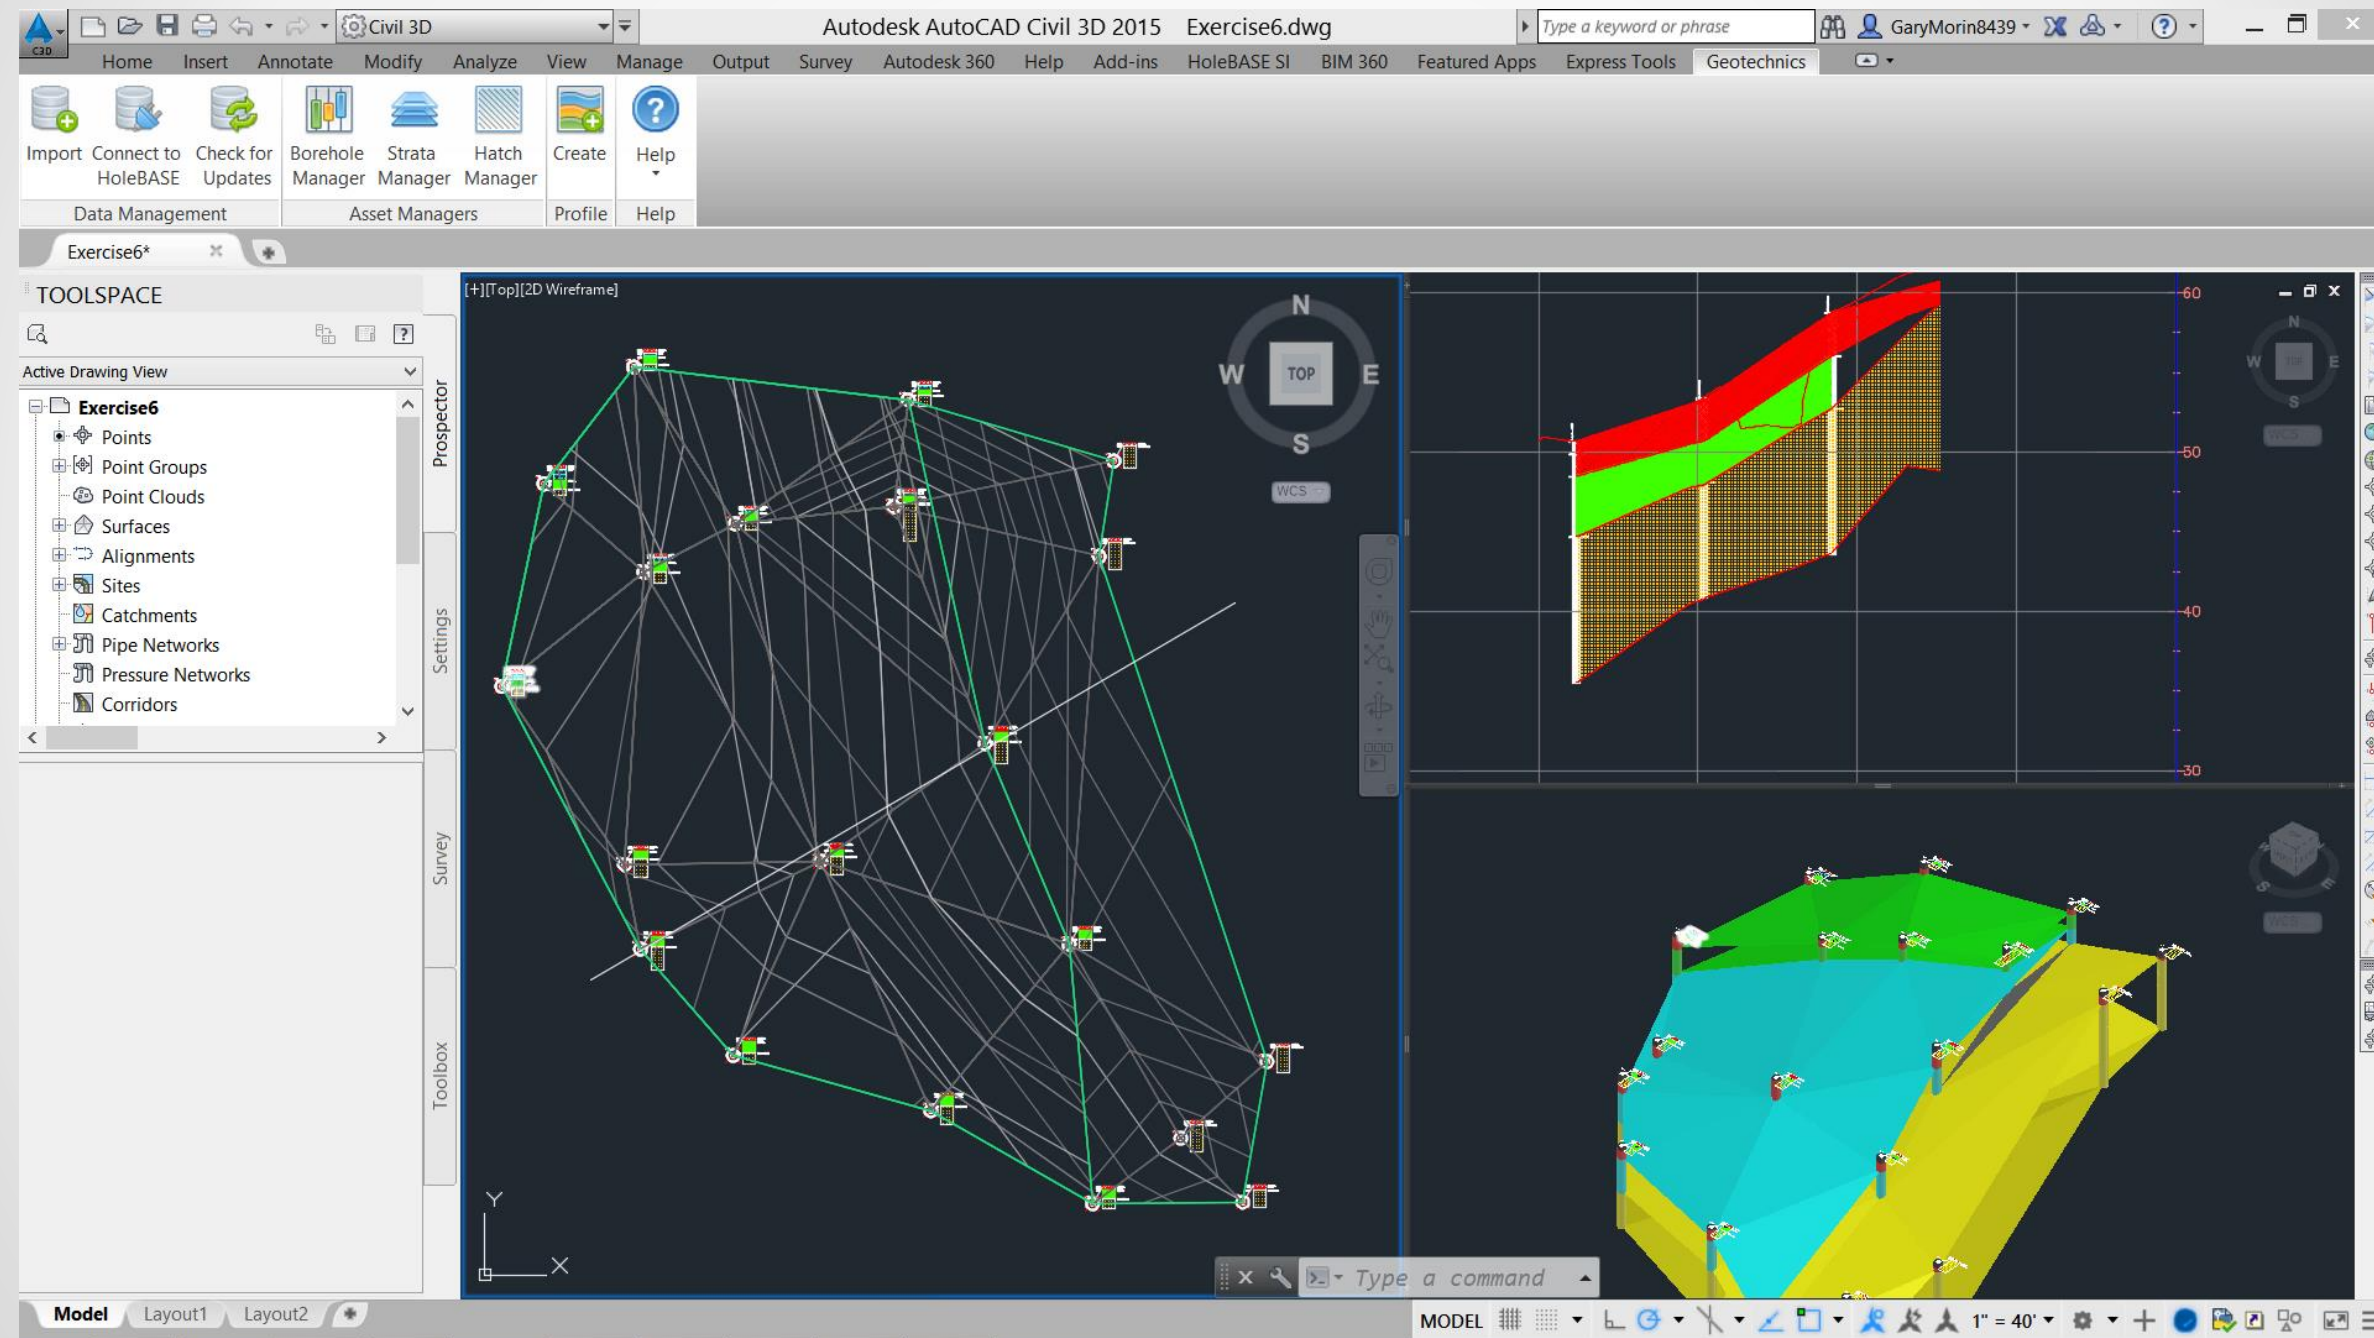 Civil 3D
Autodesk AutoCAD Civil 3D 2015 Exercise6.dwg
Type a keyword or phrase
GaryMorin8439
C3D
Home Insert Annotate Modify Analyze View Manage Output Survey Autodesk 360 Help Add-ins HoleBASE SI BIM 360 Featured Apps Express Tools Geotechnics
Import Connect to Check for Borehole Strata Hatch Create Help
HoleBASE Updates Manager Manager Manager
Data Management Asset Managers Profile Help
Exercise6*
TOOLSPACE
Active Drawing View
Exercise6
Points
Point Groups
Point Clouds
Surfaces
Alignments
Sites
Catchments
Pipe Networks
Pressure Networks
Corridors
Prospector
Settings
Survey
Toolbox
[+][Top][2D Wireframe]
N
W TOP E
S
WCS
Y
X
60
50
40
30
N
W TOP E
S
WCS
S E
WCS
Type a command
Model Layout1 Layout2
MODEL 1" = 40'